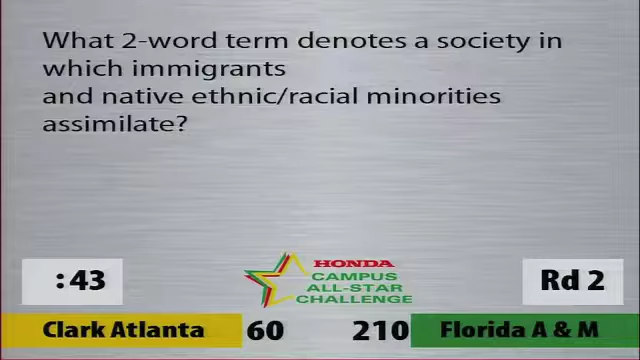 What 2-word term denotes a society in
which immigrants
and native ethnic/racial minorities
assimilate?
:43
HONDA
CAMPUS
ALL-STAR
CHALLENGE
Rd 2
Clark Atlanta 60 210 Florida A & M